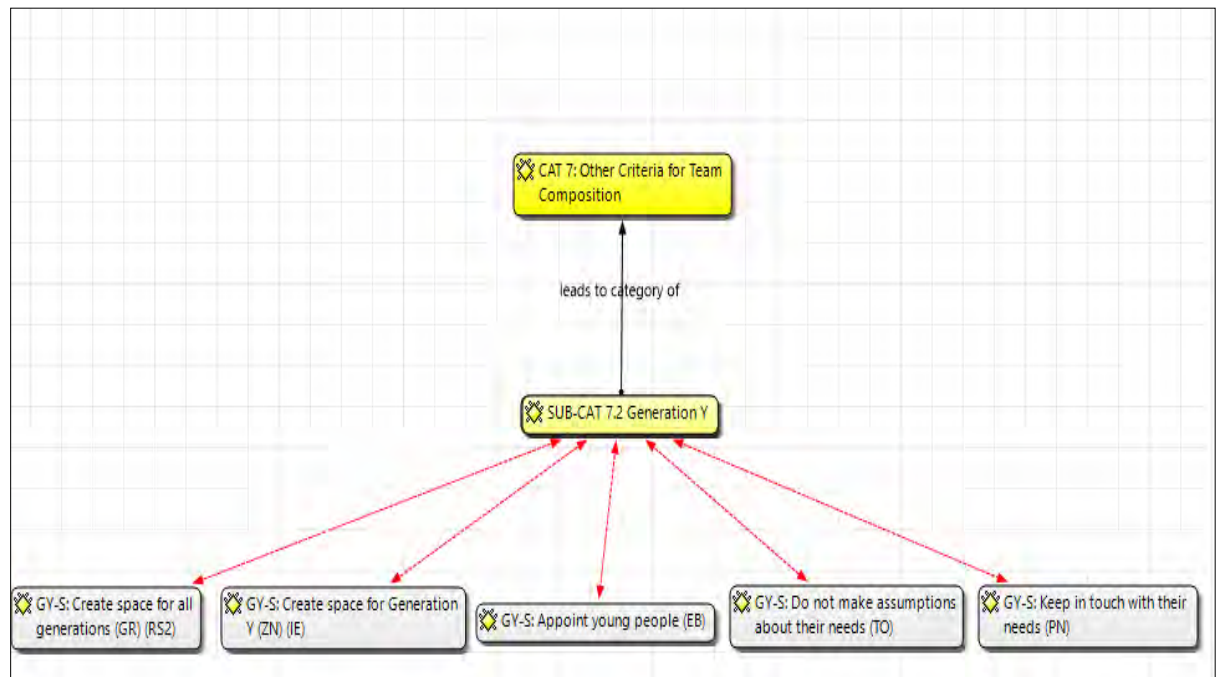 CAT 7: Other Criteria for Team
Composition
leads to category of
SUB-CAT 7.2 Generation Y
GY-S: Create space for all
generations (GR) (RS2)
GY-S: Create space for Generation
Y (ZN) (IE)
GY-S: Appoint young people (EB)
GY-S: Do not make assumptions
about their needs (TO)
GY-S: Keep in touch with their
needs (PN)